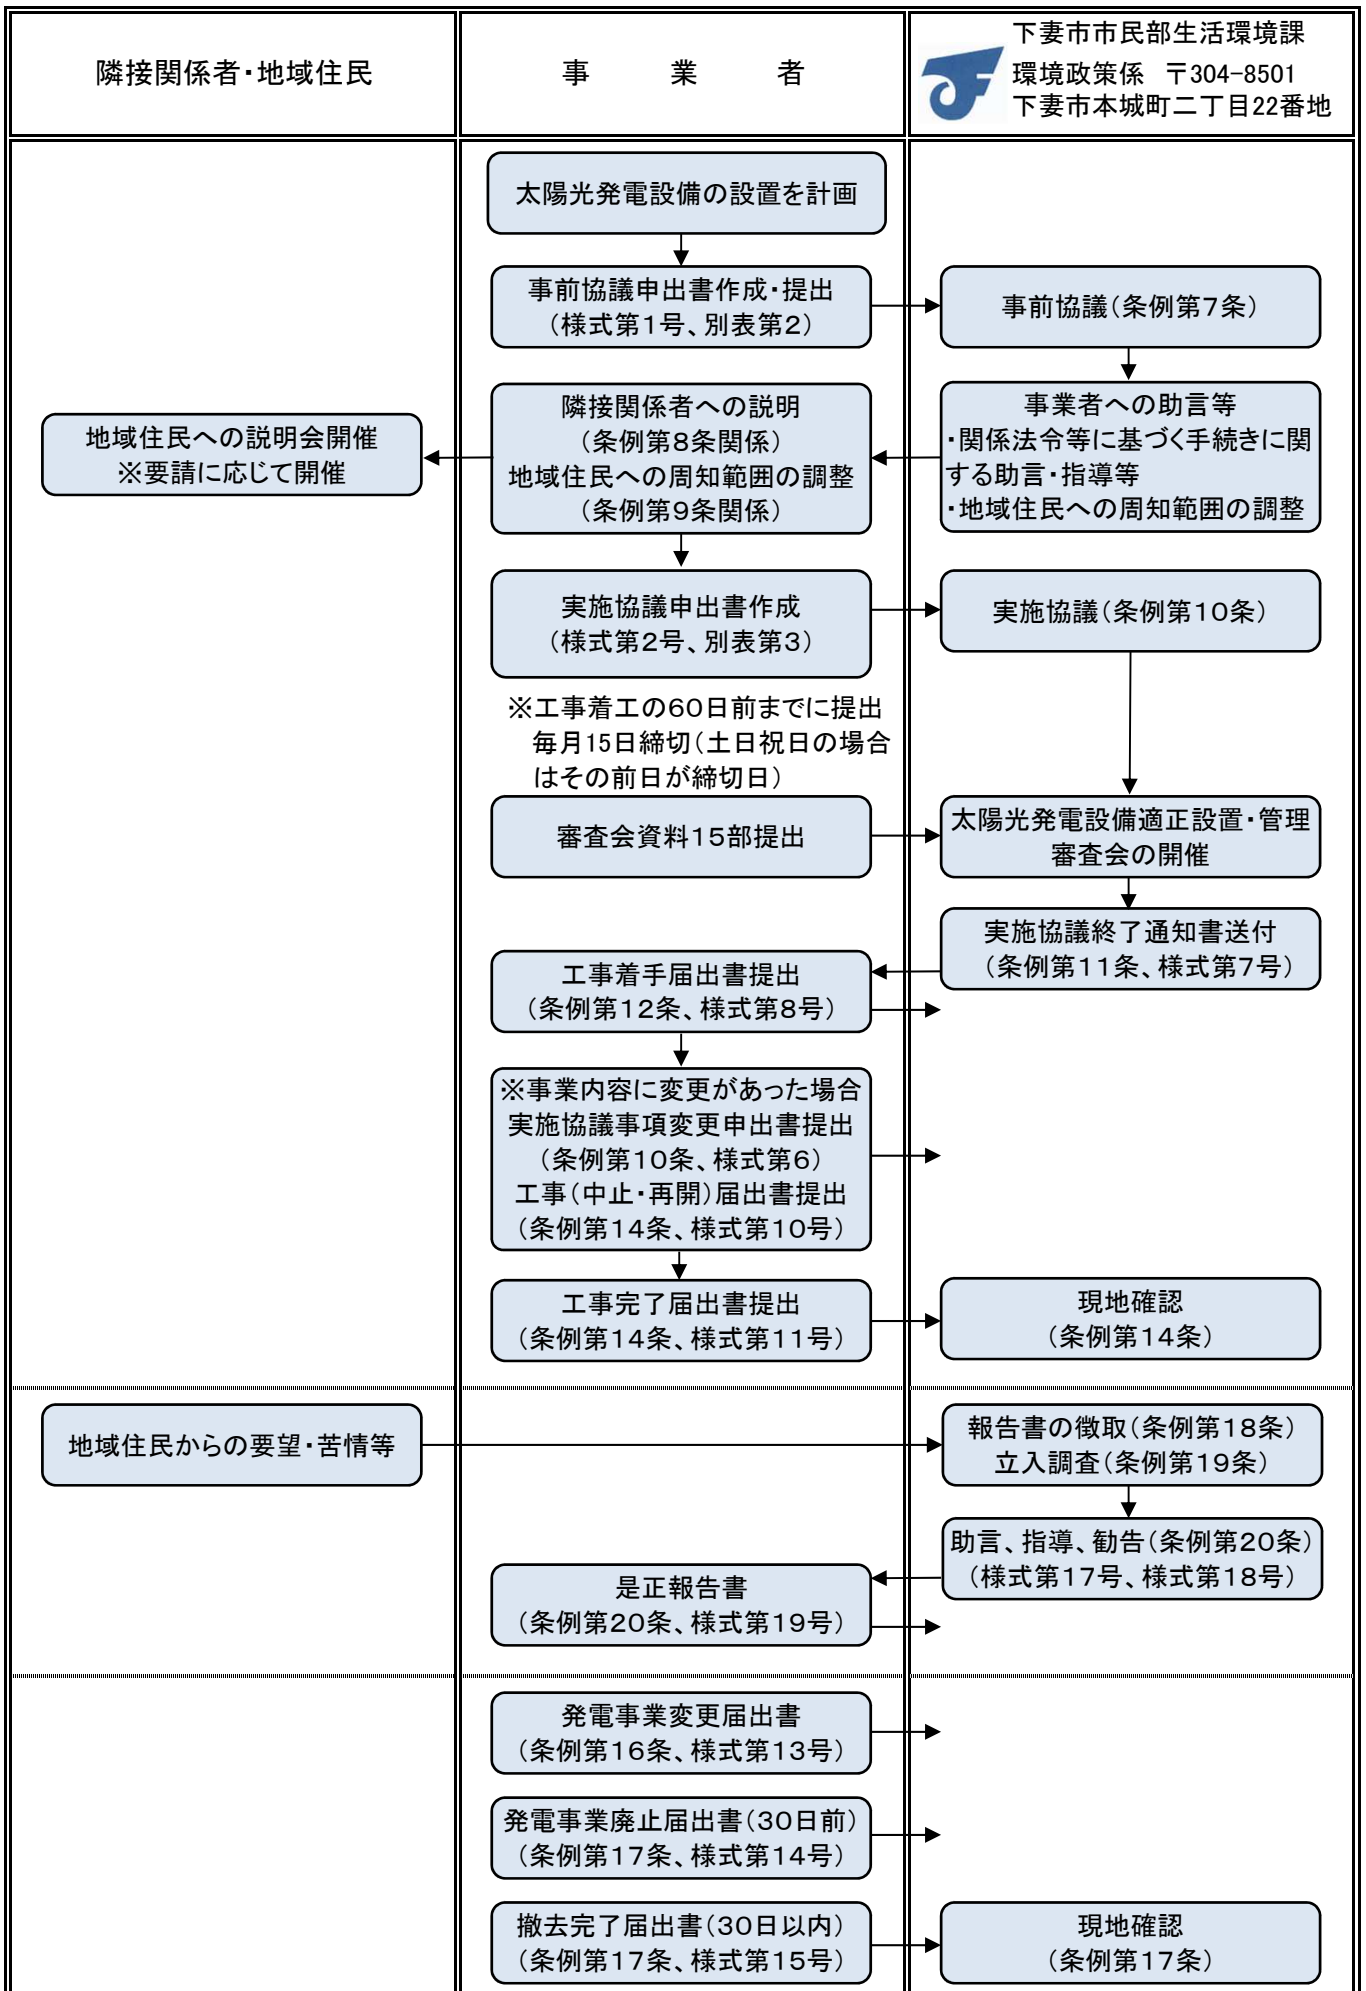 隣接関係者・地域住民
事　業　者
下妻市市民部生活環境課
環境政策係　〒304-8501
下妻市本城町二丁目22番地
太陽光発電設備の設置を計画
事前協議申出書作成・提出
（様式第１号、別表第２）
事前協議（条例第７条）
隣接関係者への説明
（条例第８条関係）
地域住民への周知範囲の調整
（条例第９条関係）
事業者への助言等
・関係法令等に基づく手続きに関
する助言・指導等
・地域住民への周知範囲の調整
地域住民への説明会開催
※要請に応じて開催
実施協議申出書作成
（様式第２号、別表第３）
実施協議（条例第１０条）
※工事着工の６０日前までに提出
毎月15日締切（土日祝日の場合
はその前日が締切日）
審査会資料１５部提出
太陽光発電設備適正設置・管理
審査会の開催
実施協議終了通知書送付
（条例第１１条、様式第７号）
工事着手届出書提出
（条例第１２条、様式第８号）
※事業内容に変更があった場合
実施協議事項変更申出書提出
（条例第１０条、様式第６）
工事（中止・再開）届出書提出
（条例第１４条、様式第１０号）
工事完了届出書提出
（条例第１４条、様式第１１号）
現地確認
（条例第１４条）
地域住民からの要望・苦情等
報告書の徴取（条例第１８条）
立入調査（条例第１９条）
助言、指導、勧告（条例第２０条）
（様式第１７号、様式第１８号）
是正報告書
（条例第２０条、様式第１９号）
発電事業変更届出書
（条例第１６条、様式第１３号）
発電事業廃止届出書（３０日前）
（条例第１７条、様式第１４号）
撤去完了届出書（３０日以内）
（条例第１７条、様式第１５号）
現地確認
（条例第１７条）